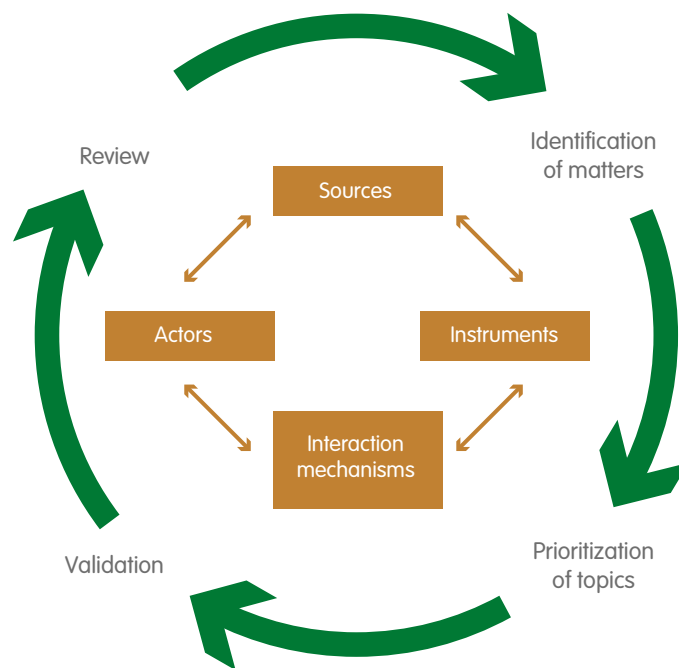 Review
Identification
of matters
Sources
Actors
Instruments
Interaction
mechanisms
Validation
Prioritization
of topics